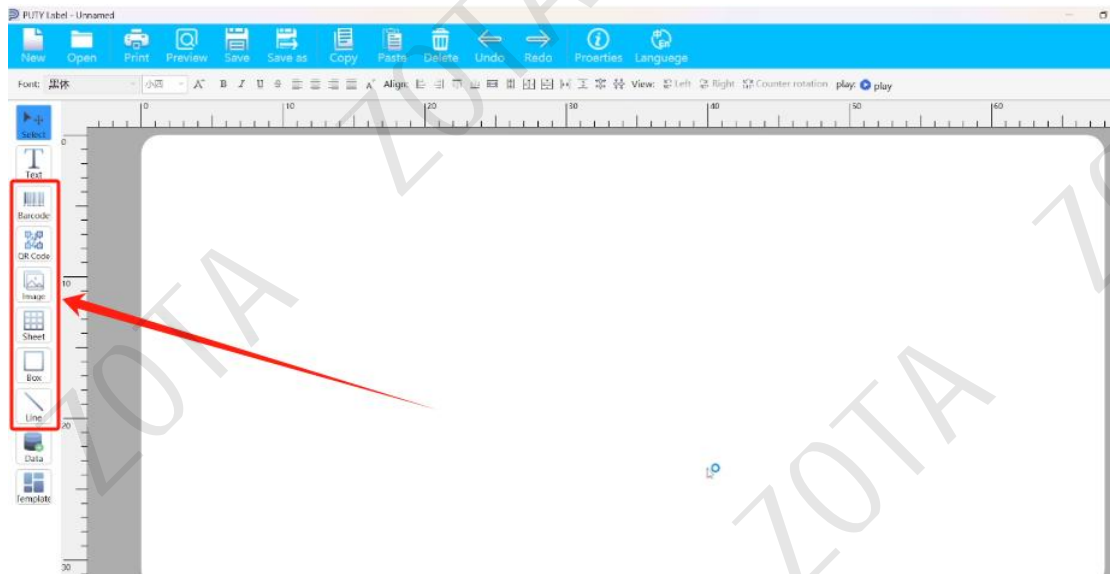 PUTY Label - Unnamed
New Open Print Preview Save Save as Copy Paste Delete Undo Redo Proerties Languege
Font: 黑体 小四 A B I U S A Align: View: Left Right Counter rotation play: play
0 10 20 30 40 50 60
Select
0
Text
Barcode
QR Code
Image
10
Sheet
Box
Line
20
Data
Template
30
ZOTA
ZOTA
ZOTA
ZO